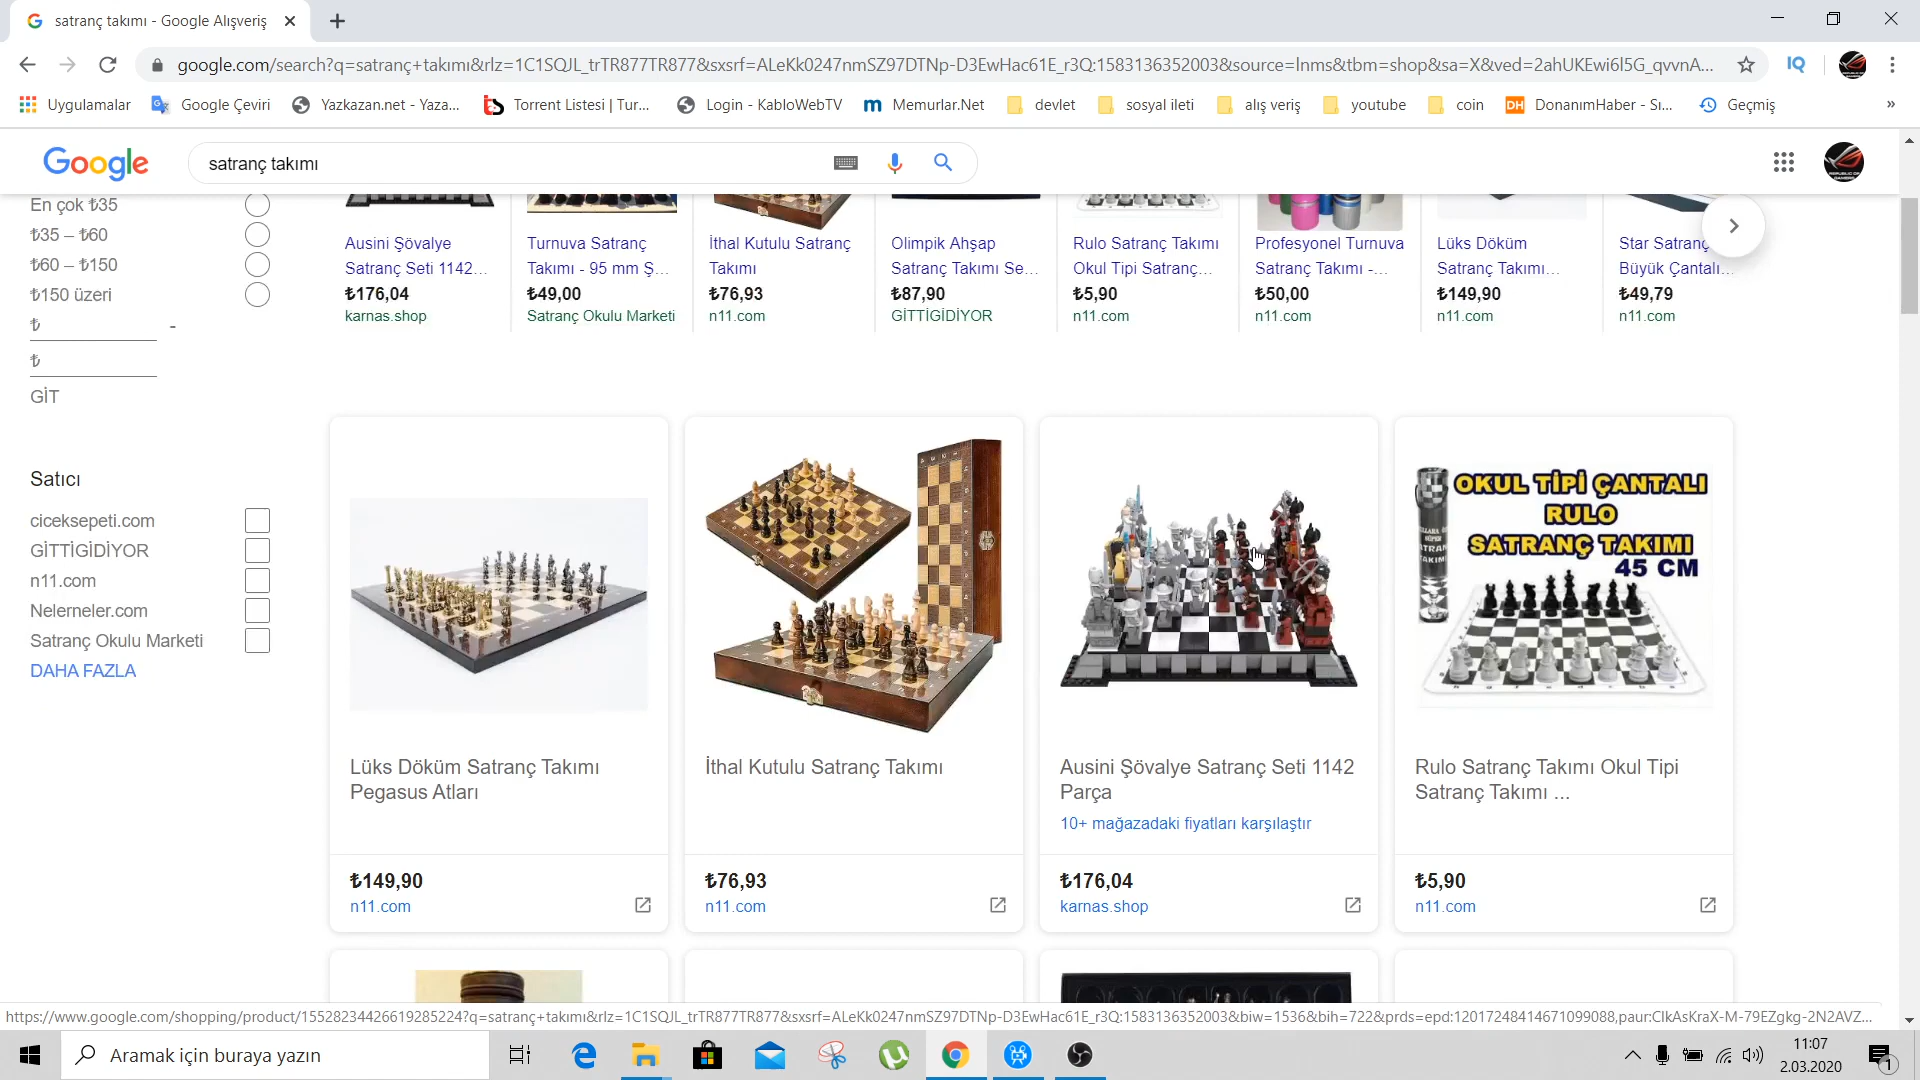 satranç takımı - Google Alışveriş
google.com/search?q=satranç+takımı&rlz=1C1SQJL_trTR877TR877&sxsrf=ALeKk0247nmSZ97DTNp-D3EwHac61E_r3Q:1583136352003&source=lnms&tbm=shop&sa=X&ved=2ahUKEwi6l5G_qvvnA...
Uygulamalar Google Çeviri Yazkazan.net - Yaza... Torrent Listesi | Tur... Login - KabloWebTV Memurlar.Net devlet sosyal ileti alış veriş youtube coin DonanımHaber - Sı... Geçmiş »
Google satranç takımı
En çok ₺35
₺35 – ₺60
₺60 – ₺150
₺150 üzeri
₺ -
₺
GİT
Satıcı
ciceksepeti.com
GİTTİGİDİYOR
n11.com
Nelerneler.com
Satranç Okulu Marketi
DAHA FAZLA
Ausini Şövalye
Satranç Seti 1142...
₺176,04
karnas.shop
Turnuva Satranç
Takımı - 95 mm Ş...
₺49,00
Satranç Okulu Marketi
İthal Kutulu Satranç
Takımı
₺76,93
n11.com
Olimpik Ahşap
Satranç Takımı Se...
₺87,90
GİTTİGİDİYOR
Rulo Satranç Takımı
Okul Tipi Satranç...
₺5,90
n11.com
Profesyonel Turnuva
Satranç Takımı -...
₺50,00
n11.com
Lüks Döküm
Satranç Takımı...
₺149,90
n11.com
Star Satranç
Büyük Çantalı...
₺49,79
n11.com
Lüks Döküm Satranç Takımı
Pegasus Atları
₺149,90
n11.com
İthal Kutulu Satranç Takımı
₺76,93
n11.com
Ausini Şövalye Satranç Seti 1142
Parça
10+ mağazadaki fiyatları karşılaştır
₺176,04
karnas.shop
OKUL TİPİ ÇANTALI
RULO
SATRANÇ TAKIMI
45 CM
Rulo Satranç Takımı Okul Tipi
Satranç Takımı ...
₺5,90
n11.com
https://www.google.com/shopping/product/15528234426619285224?q=satranç+takımı&rlz=1C1SQJL_trTR877TR877&sxsrf=ALeKk0247nmSZ97DTNp-D3EwHac61E_r3Q:1583136352003&biw=1536&bih=722&prds=epd:12017248414671099088,paur:ClkAsKraX-M-79EZgkg-2N2AVZ...
Aramak için buraya yazın
11:07
2.03.2020
1